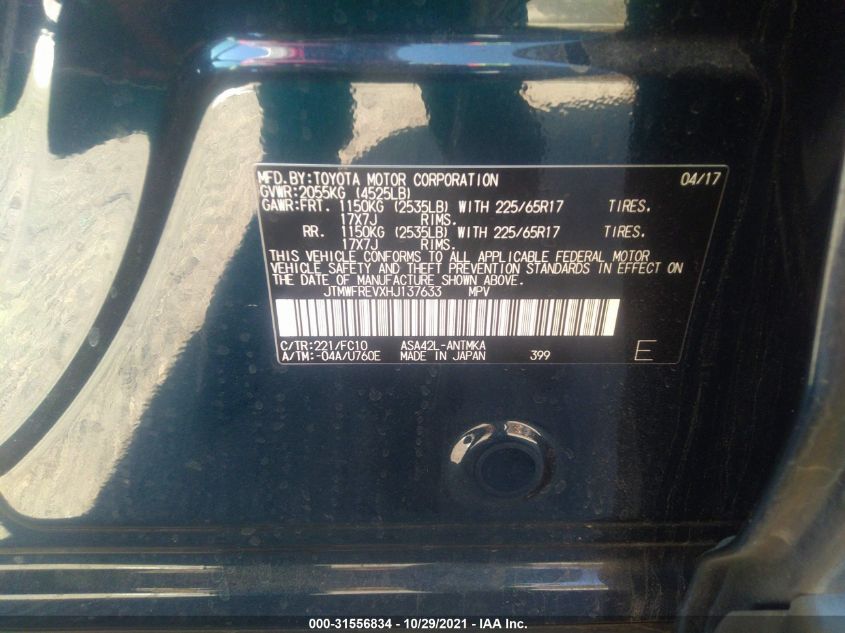 MFD.BY:TOYOTA MOTOR CORPORATION 04/17
GVWR:2055KG (4525LB)
GAWR:FRT. 1150KG (2535LB) WITH 225/65R17 TIRES.
17X7J RIMS.
RR. 1150KG (2535LB) WITH 225/65R17 TIRES.
17X7J RIMS.
THIS VEHICLE CONFORMS TO ALL APPLICABLE FEDERAL MOTOR
VEHICLE SAFETY AND THEFT PREVENTION STANDARDS IN EFFECT ON
THE DATE OF MANUFACTURE SHOWN ABOVE.
JTMWFREVXHJ137633 MPV
C/TR:221/FC10 ASA42L-ANTMKA
A/TM:-04A/U760E MADE IN JAPAN 399 E
000-31556834 / 10/29/2021 - IAA Inc.